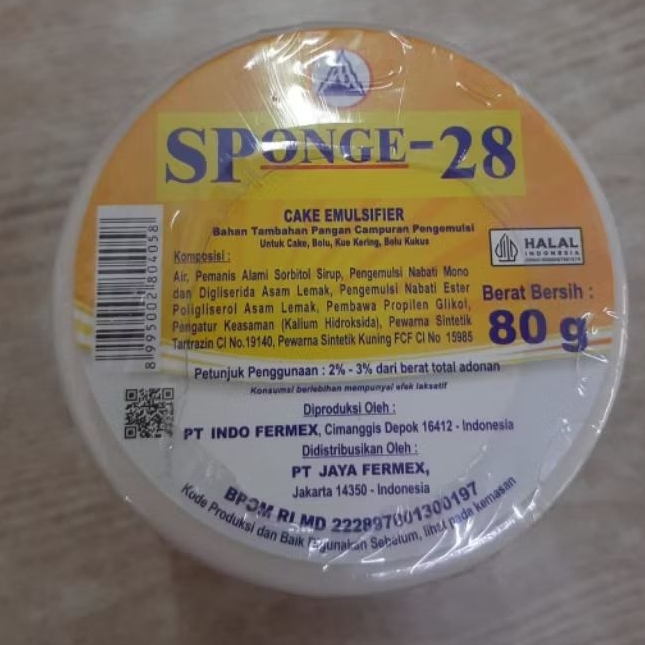 SPONGE-28
CAKE EMULSIFIER
Bahan Tambahan Pangan Campuran Pengemulsi
Untuk Cake, Bolu, Kue Kering, Bolu Kukus
HALAL
INDONESIA
Komposisi :
Air, Pemanis Alami Sorbitol Sirup, Pengemulsi Nabati Mono
dan Digliserida Asam Lemak, Pengemulsi Nabati Ester
Poligliserol Asam Lemak, Pembawa Propilen Glikol,
Pengatur Keasaman (Kalium Hidroksida), Pewarna Sintetik
Tartrazin CI No.19140, Pewarna Sintetik Kuning FCF CI No 15985
Berat Bersih :
80 g
8 995002 804058
Petunjuk Penggunaan : 2% - 3% dari berat total adonan
Konsumsi berlebihan mempunyai efek laksatif
Diproduksi Oleh :
PT INDO FERMEX, Cimanggis Depok 16412 - Indonesia
Didistribusikan Oleh :
PT JAYA FERMEX,
Jakarta 14350 - Indonesia
BPOM RI MD 222897001300197
Kode Produksi dan Baik Digunakan Sebelum, lihat pada kemasan